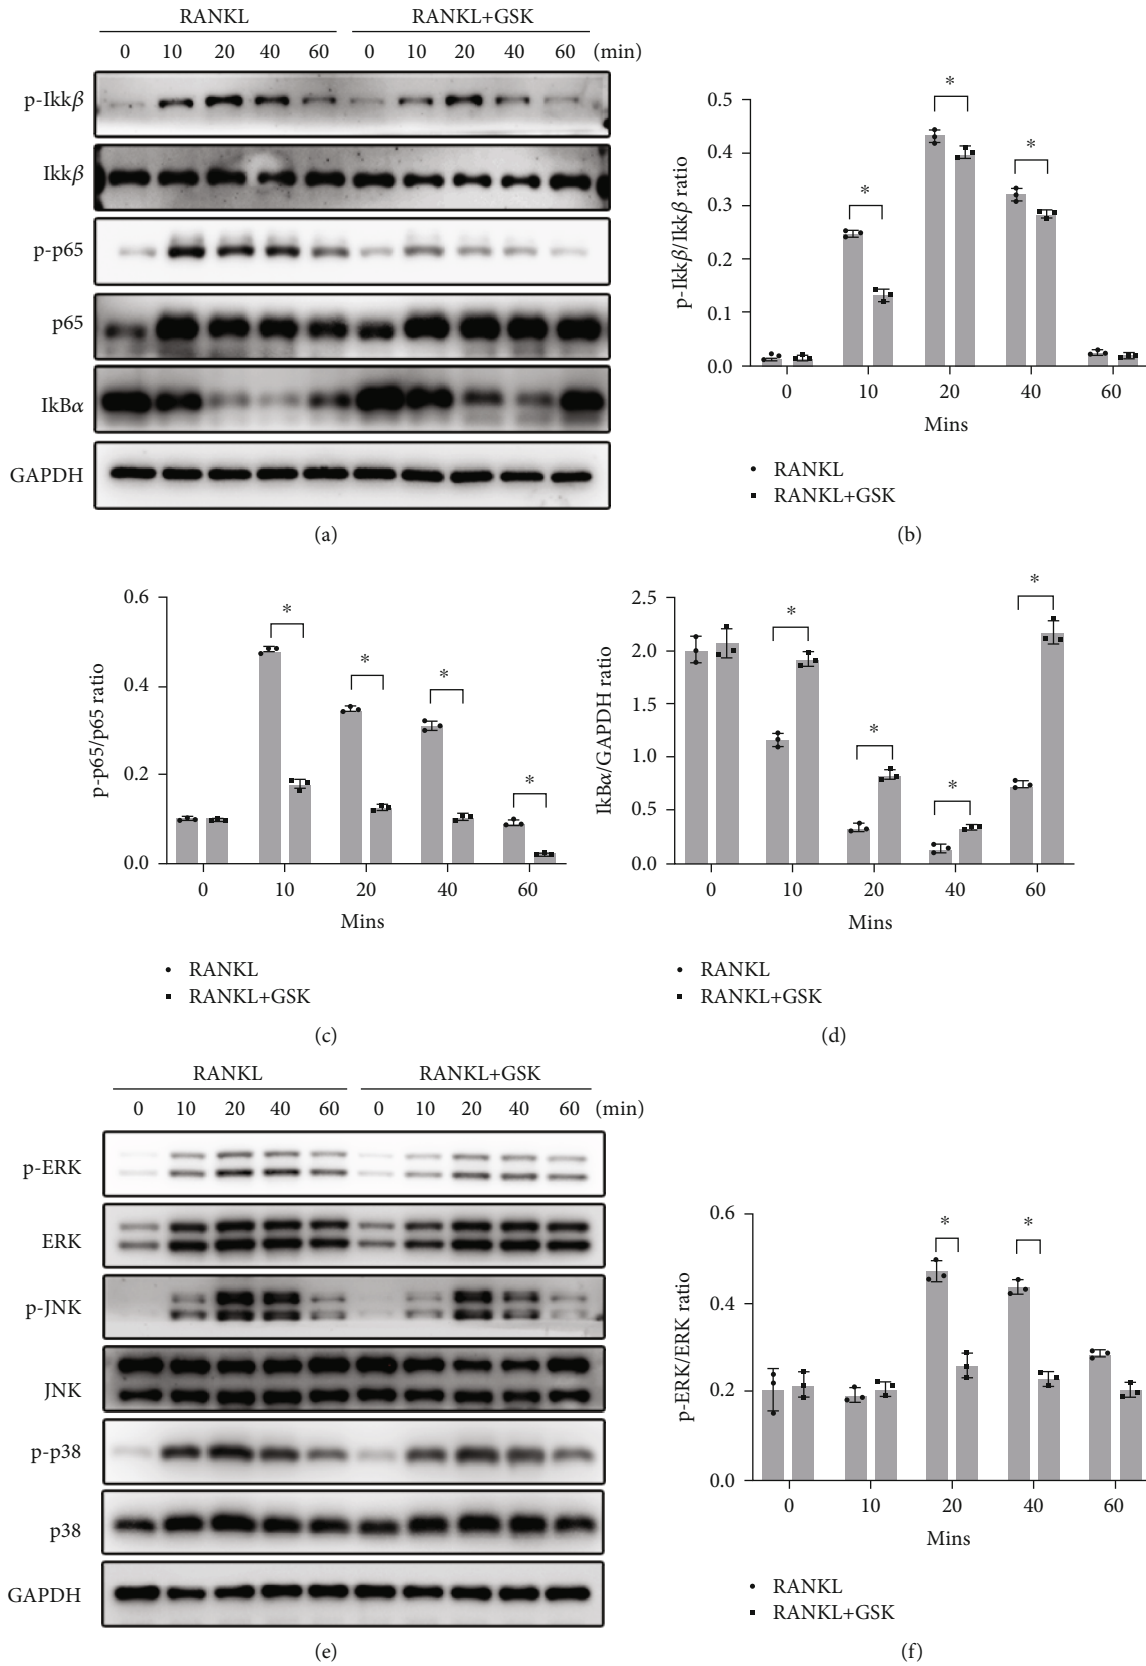 RANKL RANKL+GSK
0 10 20 40 60 0 10 20 40 60 (min)
p-Ikkβ
Ikkβ
p-p65
p65
IkBα
GAPDH
(a)
p-Ikkβ/Ikkβ ratio
0.5
0.4
0.3
0.2
0.1
0.0
* * *
0 10 20 40 60
Mins
RANKL
RANKL+GSK
(b)
p-p65/p65 ratio
0.6
0.4
0.2
0.0
* * * *
0 10 20 40 60
Mins
RANKL
RANKL+GSK
(c)
IkBα/GAPDH ratio
2.5
2.0
1.5
1.0
0.5
0.0
* * * *
0 10 20 40 60
Mins
RANKL
RANKL+GSK
(d)
RANKL RANKL+GSK
0 10 20 40 60 0 10 20 40 60 (min)
p-ERK
ERK
p-JNK
JNK
p-p38
p38
GAPDH
(e)
p-ERK/ERK ratio
0.6
0.4
0.2
0.0
* *
0 10 20 40 60
Mins
RANKL
RANKL+GSK
(f)